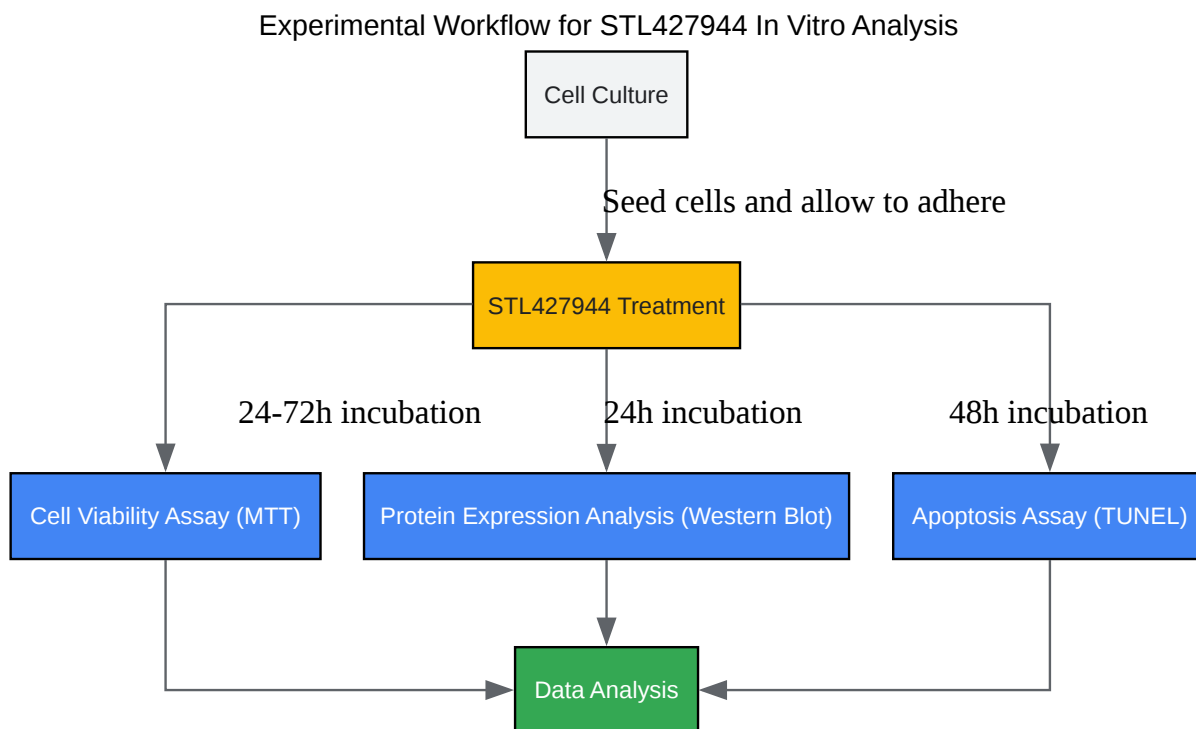 Experimental Workflow for STL427944 In Vitro Analysis
Cell Culture
Seed cells and allow to adhere
STL427944 Treatment
24-72h incubation
24h incubation
48h incubation
Cell Viability Assay (MTT)
Protein Expression Analysis (Western Blot)
Apoptosis Assay (TUNEL)
Data Analysis